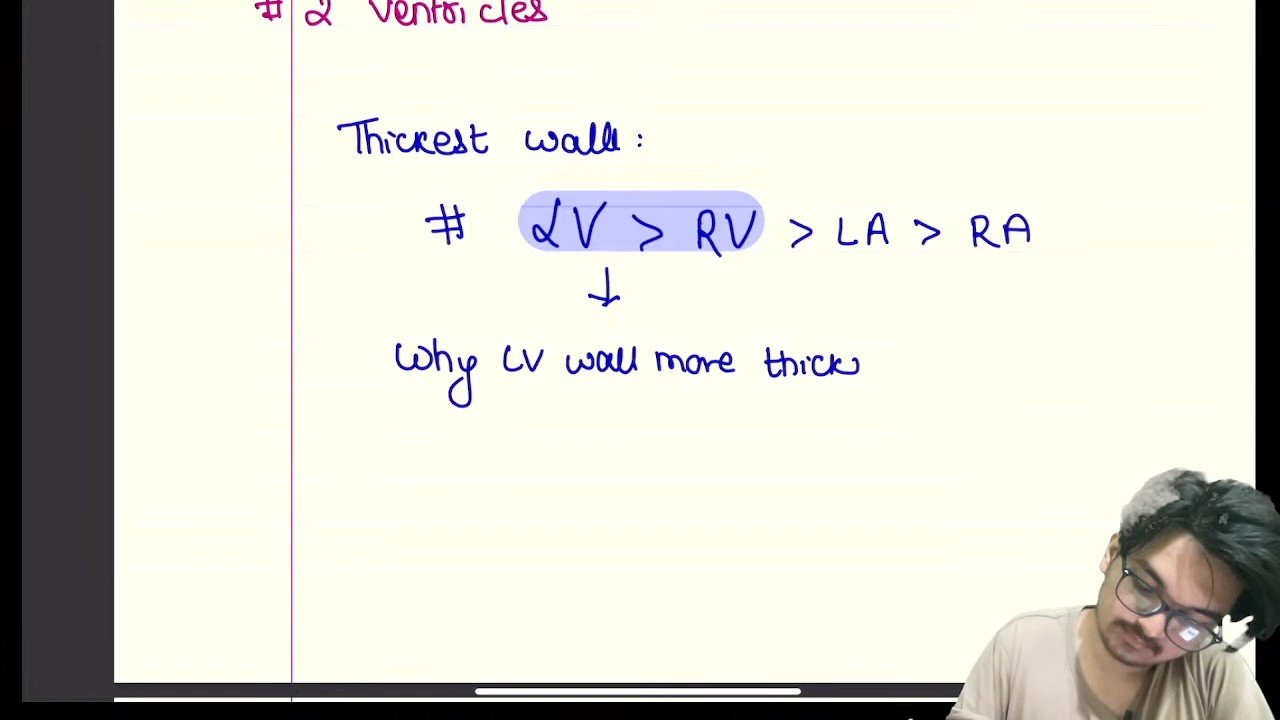 # 2 Ventricles
Thickest wall :
# LV > RV > LA > RA
↓
Why LV wall more thick